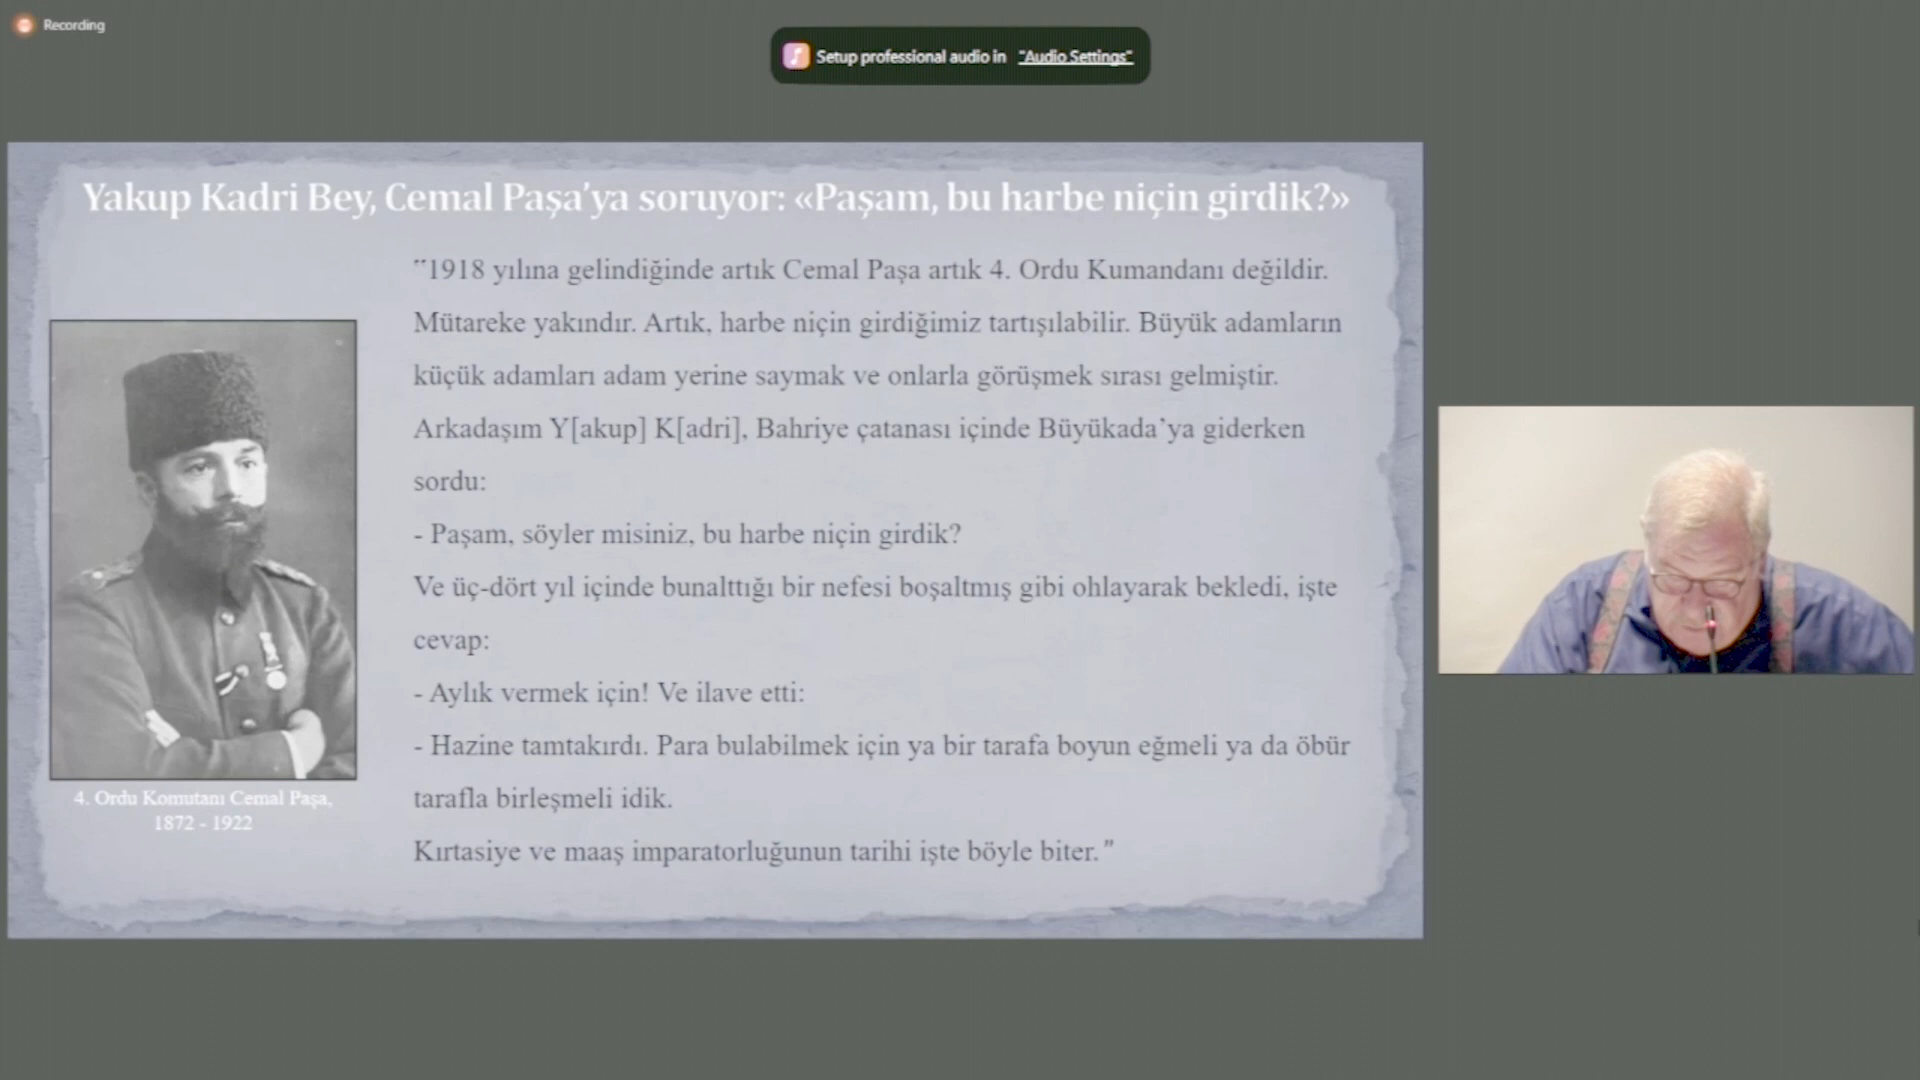 Recording
Setup professional audio in "Audio Settings"
Yakup Kadri Bey, Cemal Paşa'ya soruyor: «Paşam, bu harbe niçin girdik?»
"1918 yılına gelindiğinde artık Cemal Paşa artık 4. Ordu Kumandanı değildir.
Mütareke yakındır. Artık, harbe niçin girdiğimiz tartışılabilir. Büyük adamların
küçük adamları adam yerine saymak ve onlarla görüşmek sırası gelmiştir.
Arkadaşım Y[akup] K[adri], Bahriye çatanası içinde Büyükada'ya giderken
sordu:
- Paşam, söyler misiniz, bu harbe niçin girdik?
Ve üç-dört yıl içinde bunalttığı bir nefesi boşaltmış gibi ohlayarak bekledi, işte
cevap:
- Aylık vermek için! Ve ilave etti:
- Hazine tamtakırdı. Para bulabilmek için ya bir tarafa boyun eğmeli ya da öbür
tarafla birleşmeli idik.
Kırtasiye ve maaş imparatorluğunun tarihi işte böyle biter."
4. Ordu Komutanı Cemal Paşa,
1872 - 1922